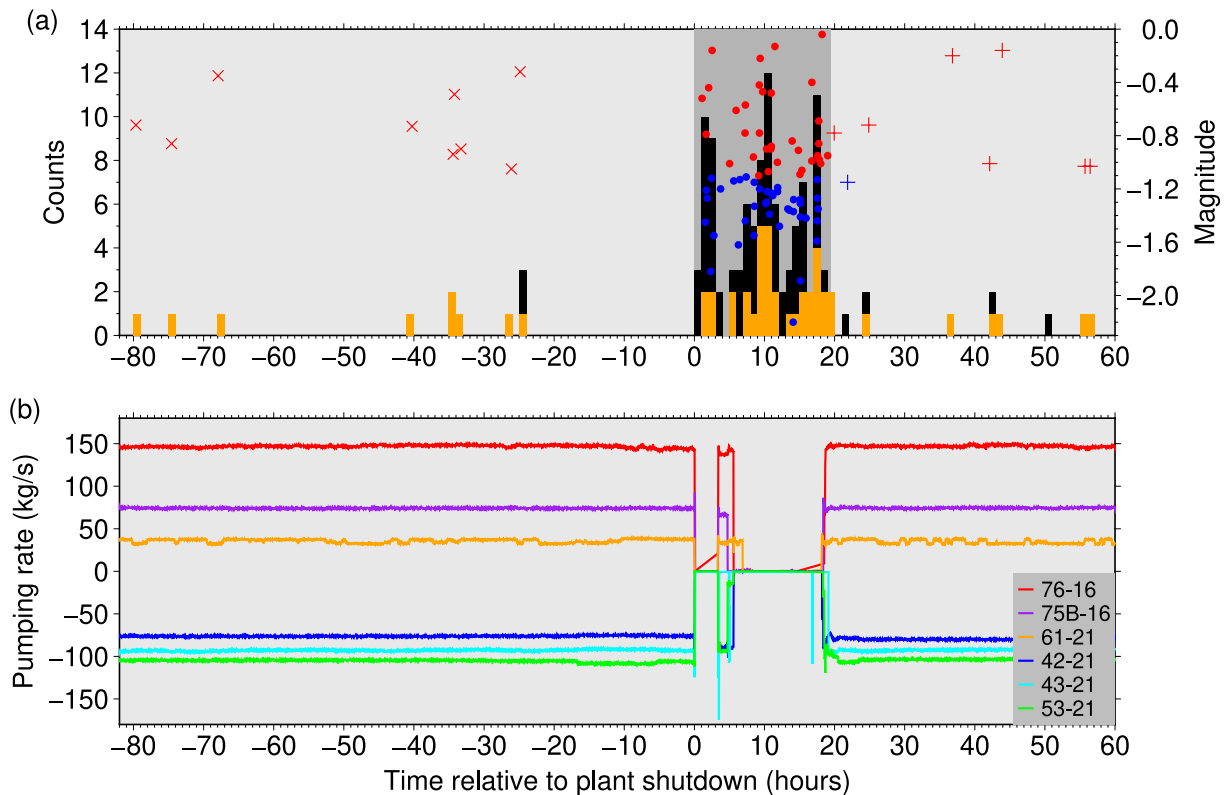 (a)
14
12
10
8
6
4
2
0
Counts
0.0
−0.4
−0.8
−1.2
−1.6
−2.0
Magnitude
−80 −70 −60 −50 −40 −30 −20 −10 0 10 20 30 40 50 60
(b)
150
100
50
0
−50
−100
−150
Pumping rate (kg/s)
76-16
75B-16
61-21
42-21
43-21
53-21
−80 −70 −60 −50 −40 −30 −20 −10 0 10 20 30 40 50 60
Time relative to plant shutdown (hours)